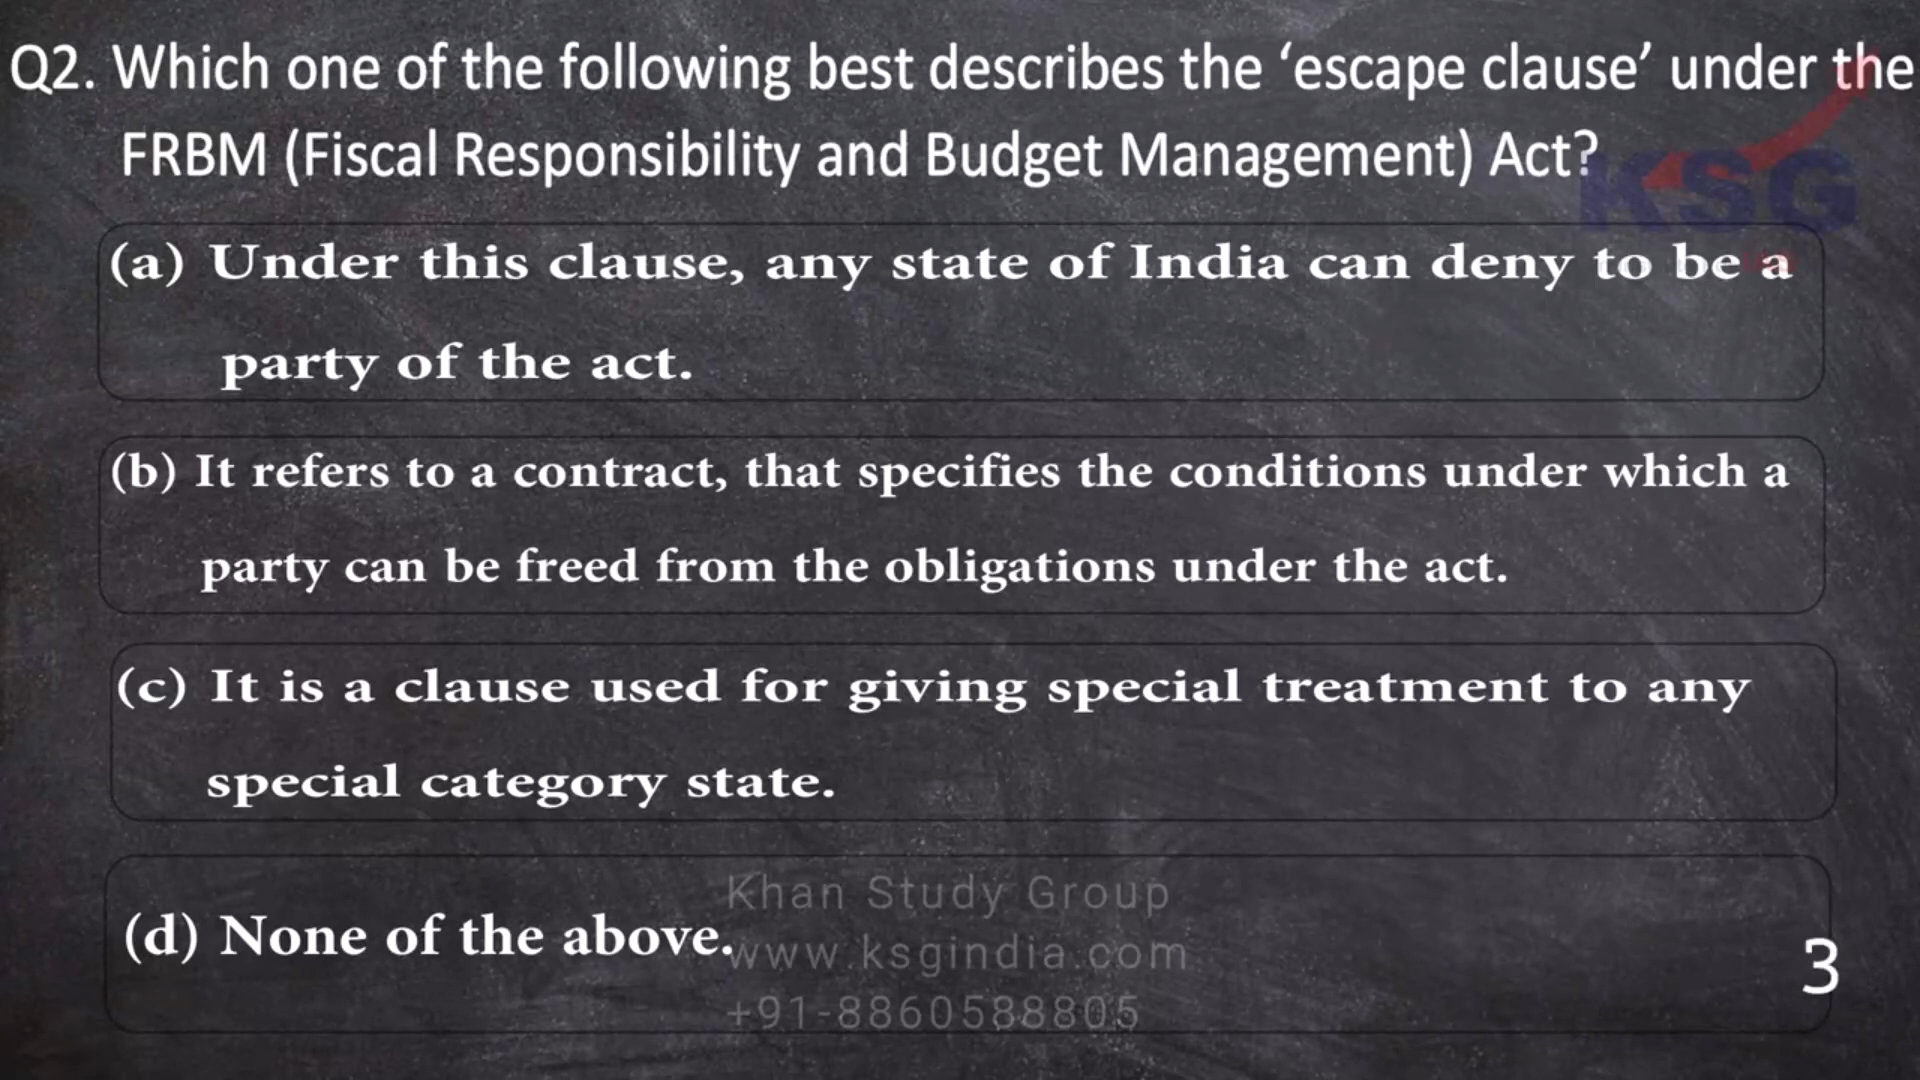 Q2. Which one of the following best describes the ‘escape clause’ under the
FRBM (Fiscal Responsibility and Budget Management) Act?
KSG
(a) Under this clause, any state of India can deny to be a
party of the act.
(b) It refers to a contract, that specifies the conditions under which a
party can be freed from the obligations under the act.
(c) It is a clause used for giving special treatment to any
special category state.
Khan Study Group
(d) None of the above.
www.ksgindia.com
3
+91-8860588805